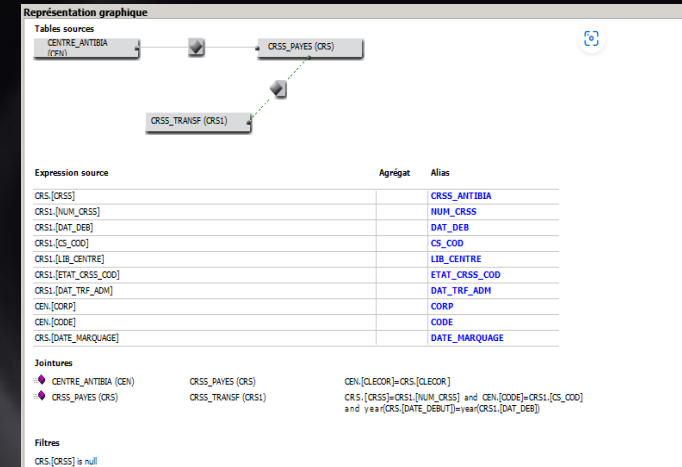 Représentation graphique
Tables sources
CENTRE_ANTIBIA
(CEN)
CRSS_PAYES (CRS)
CRSS_TRANSF (CRS1)
Expression source Agrégat Alias
CRS.[CRSS] CRSS_ANTIBIA
CRS1.[NUM_CRSS] NUM_CRSS
CRS1.[DAT_DEB] DAT_DEB
CRS1.[CS_COD] CS_COD
CRS1.[LIB_CENTRE] LIB_CENTRE
CRS1.[ETAT_CRSS_COD] ETAT_CRSS_COD
CRS1.[DAT_TRF_ADM] DAT_TRF_ADM
CEN.[CORP] CORP
CEN.[CODE] CODE
CRS.[DATE_MARQUAGE] DATE_MARQUAGE
Jointures
CENTRE_ANTIBIA (CEN) CRSS_PAYES (CRS) CEN.[CLECOR]=CRS.[CLECOR]
CRSS_PAYES (CRS) CRSS_TRANSF (CRS1) CRS.[CRSS]=CRS1.[NUM_CRSS] and CEN.[CODE]=CRS1.[CS_COD]
and year(CRS.[DATE_DEBUT])=year(CRS1.[DAT_DEB])
Filtres
CRS.[CRSS] is null